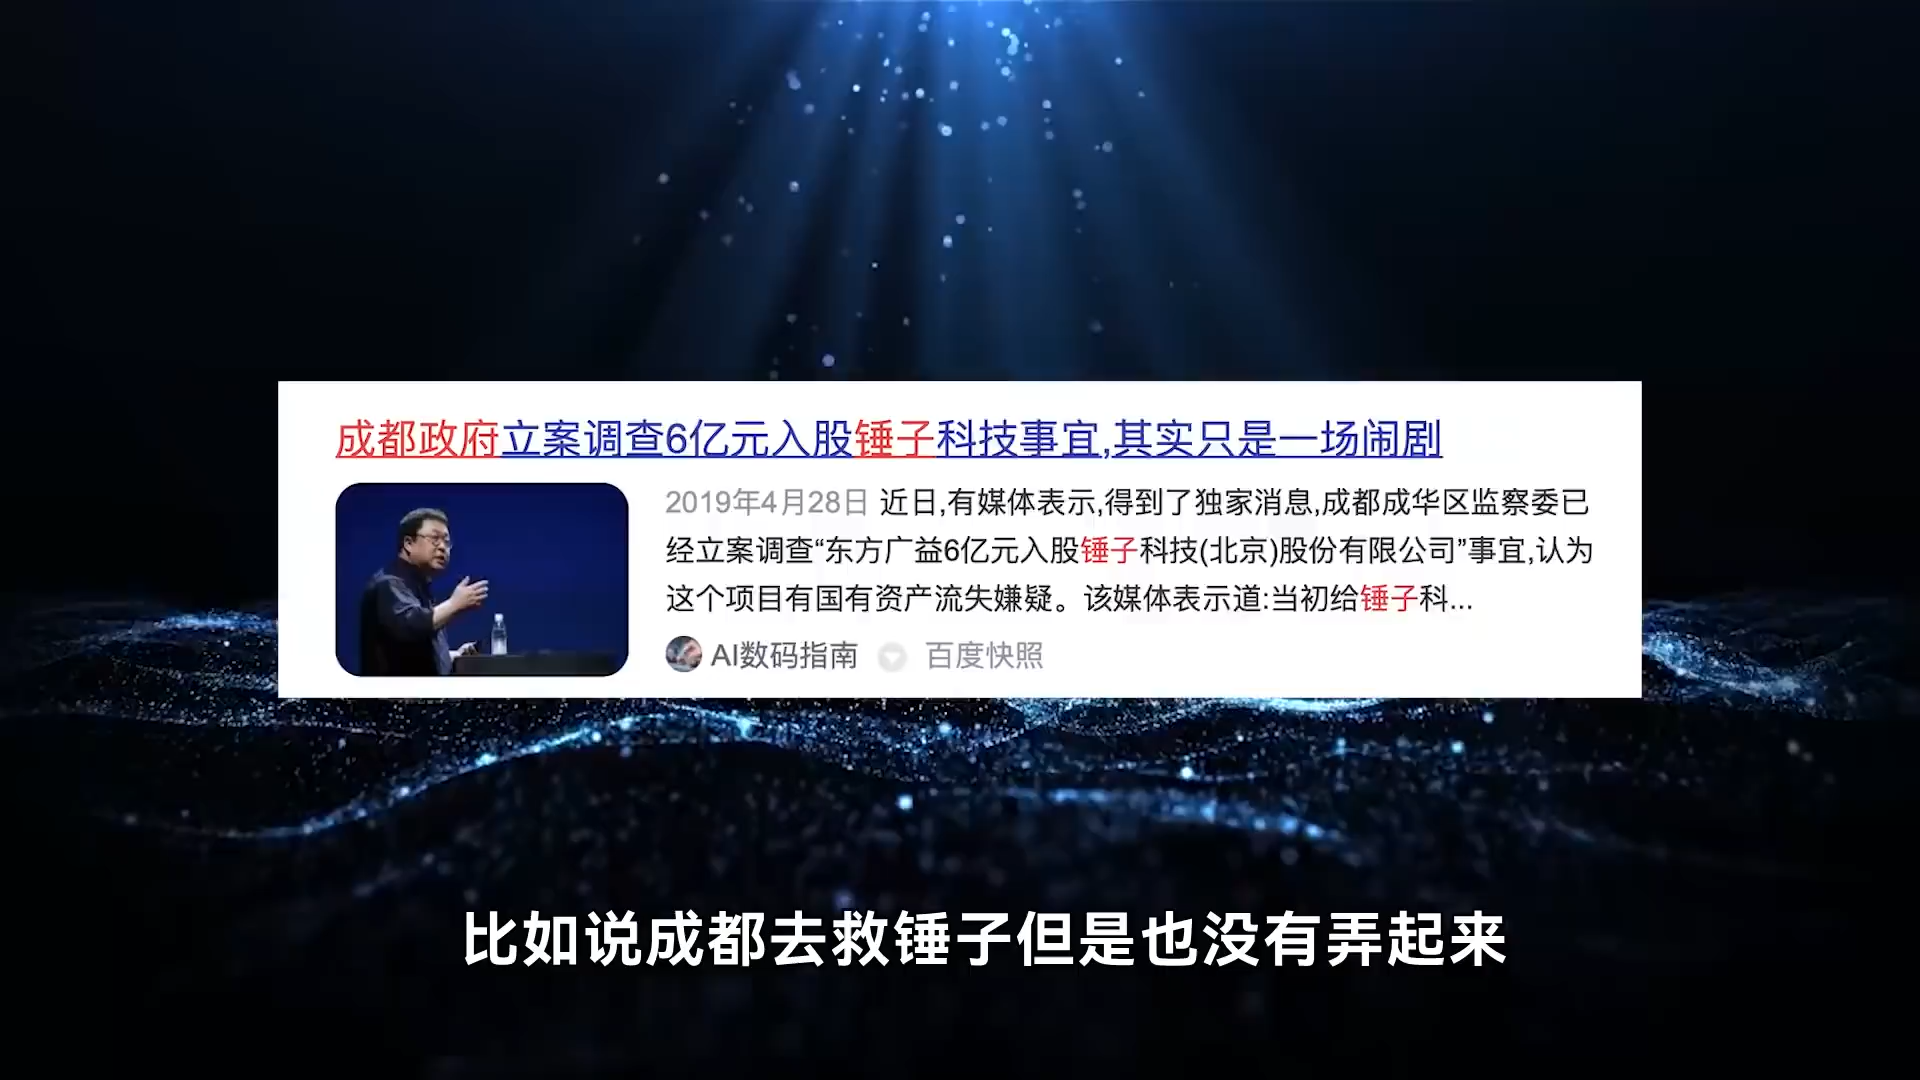 成都政府立案调查6亿元入股锤子科技事宜,其实只是一场闹剧
2019年4月28日 近日,有媒体表示,得到了独家消息,成都成华区监察委已
经立案调查“东方广益6亿元入股锤子科技(北京)股份有限公司”事宜,认为
这个项目有国有资产流失嫌疑。该媒体表示道:当初给锤子科...
AI数码指南 百度快照
比如说成都去救锤子但是也没有弄起来